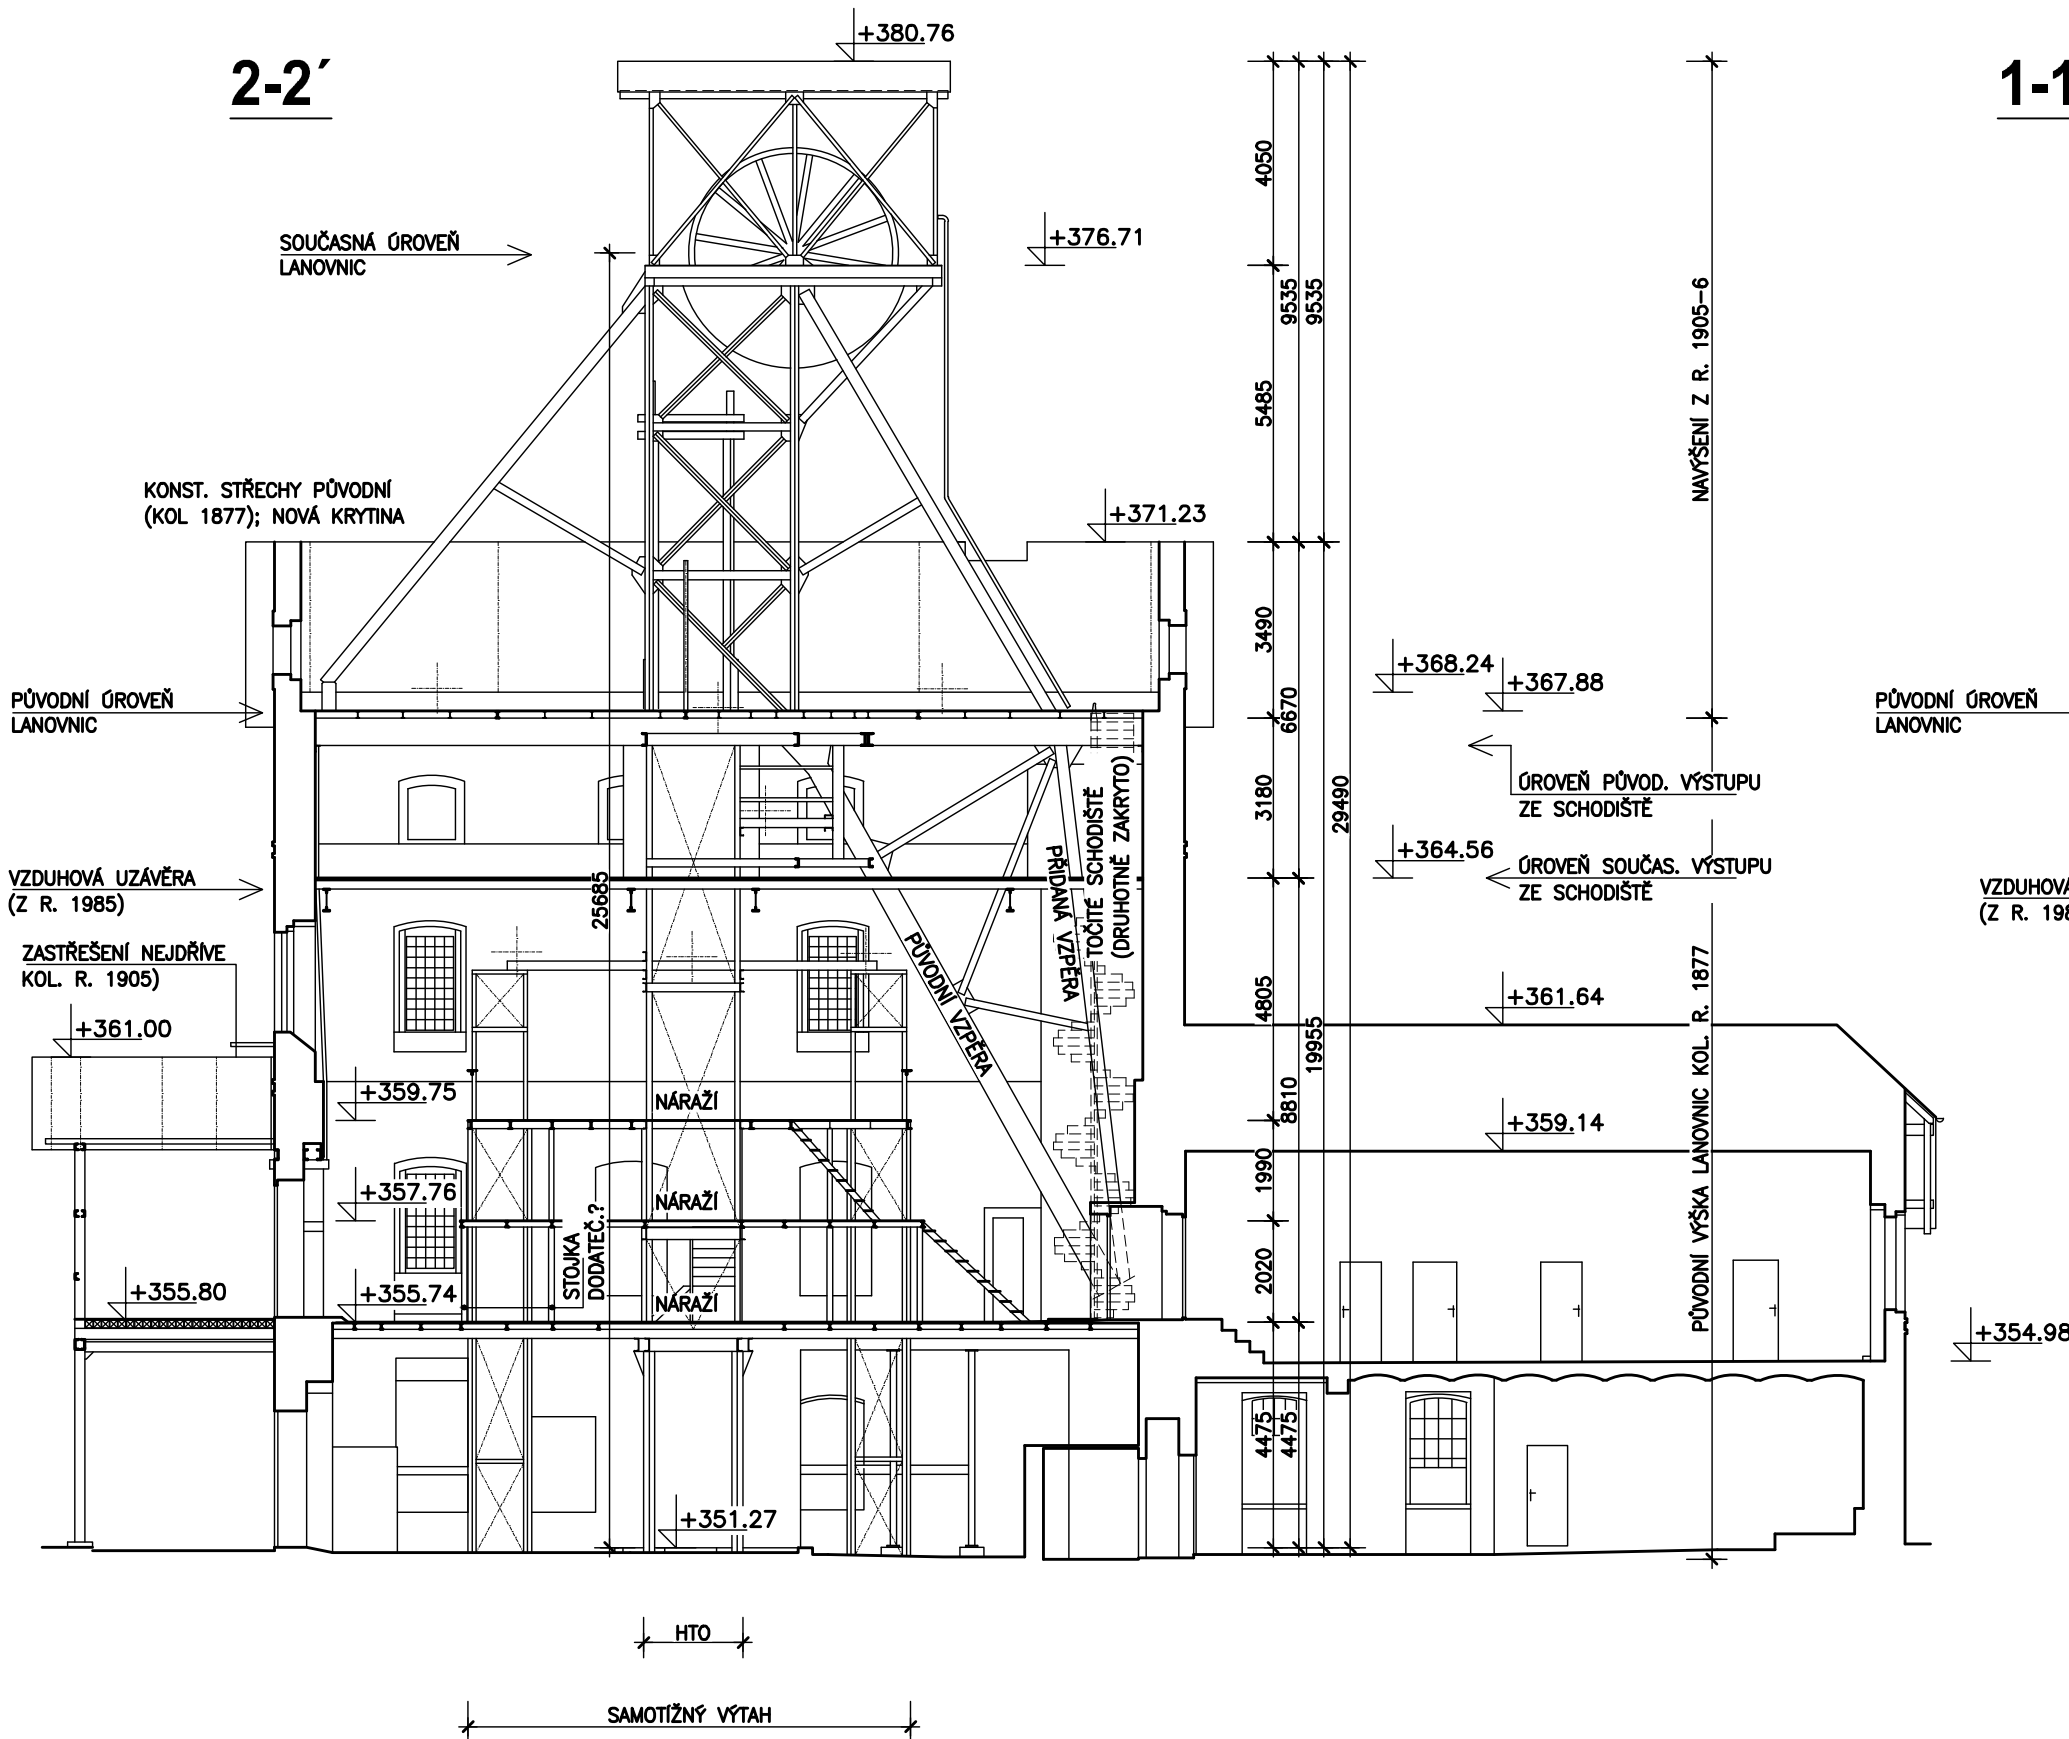 2-2´
+380.76
1-1
4050
SOUČASNÁ ÚROVEŇ
LANOVNIC
+376.71
9535
9535
NAVÝŠENÍ Z R. 1905-6
5485
KONST. STŘECHY PŮVODNÍ
(KOL 1877); NOVÁ KRYTINA
+371.23
3490
+368.24
+367.88
PŮVODNÍ ÚROVEŇ
LANOVNIC
6670
PŮVODNÍ ÚROVEŇ
LANOVNIC
ÚROVEŇ PŮVOD. VÝSTUPU
ZE SCHODIŠTĚ
3180
29490
TOČITÉ SCHODIŠTĚ
(DRUHOTNĚ ZAKRYTO)
+364.56
ÚROVEŇ SOUČAS. VÝSTUPU
ZE SCHODIŠTĚ
VZDUHOVÁ UZÁVĚRA
(Z R. 1985)
25685
PŘIDANÁ VZPĚRA
VZDUHOVÁ
(Z R. 198
ZASTŘEŠENÍ NEJDŘÍVE
KOL. R. 1905)
PŮVODNÍ VZPĚRA
4805
+361.64
+361.00
19955
PŮVODNÍ VÝŠKA LANOVNIC KOL. R. 1877
+359.75
NÁRAŽÍ
8810
+359.14
+357.76
NÁRAŽÍ
1990
STOJKA
DODATEČ.?
2020
+355.80
+355.74
NÁRAŽÍ
+354.98
4475
4475
+351.27
HTO
SAMOTÍŽNÝ VÝTAH